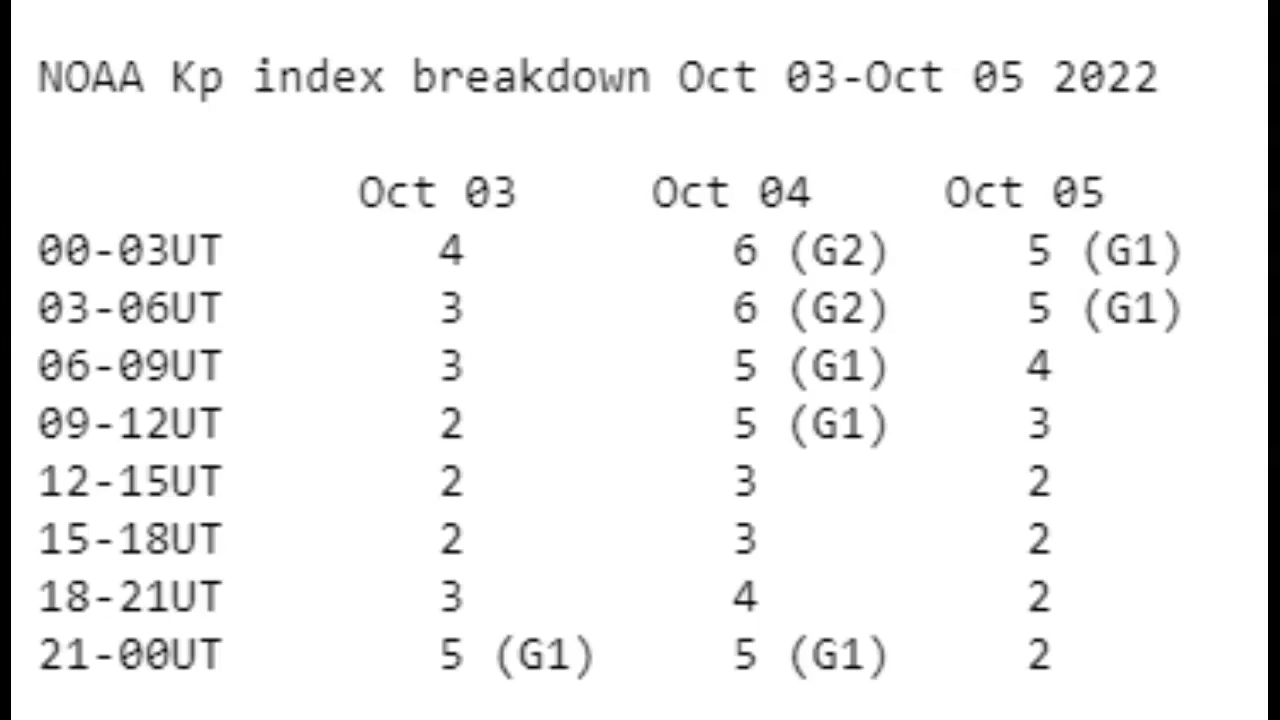 NOAA Kp index breakdown Oct 03-Oct 05 2022
Oct 03 Oct 04 Oct 05
00-03UT 4 6 (G2) 5 (G1)
03-06UT 3 6 (G2) 5 (G1)
06-09UT 3 5 (G1) 4
09-12UT 2 5 (G1) 3
12-15UT 2 3 2
15-18UT 2 3 2
18-21UT 3 4 2
21-00UT 5 (G1) 5 (G1) 2